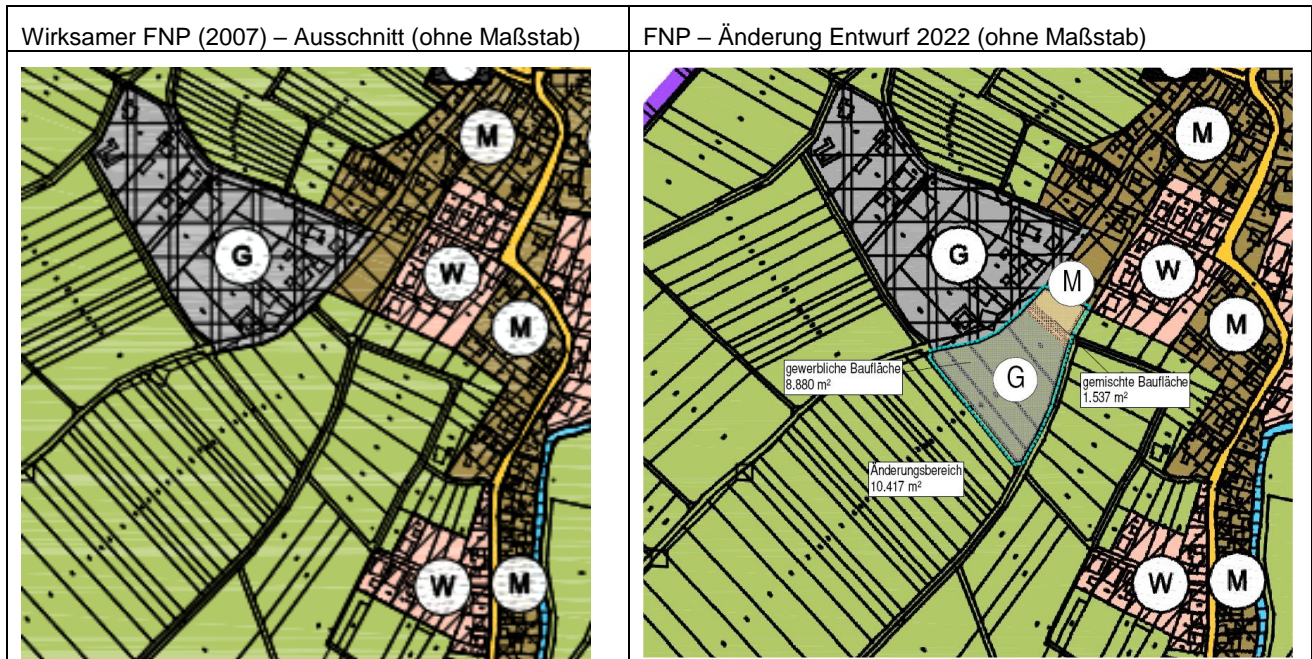 Wirksamer FNP (2007) – Ausschnitt (ohne Maßstab)
G
M
M
G
W
M
W
M
FNP – Änderung Entwurf 2022 (ohne Maßstab)
M
G
W
M
M
gewerbliche Baufläche
8.880 m²
G
gemischte Baufläche
1.537 m²
Änderungsbereich
10.417 m²
W
M